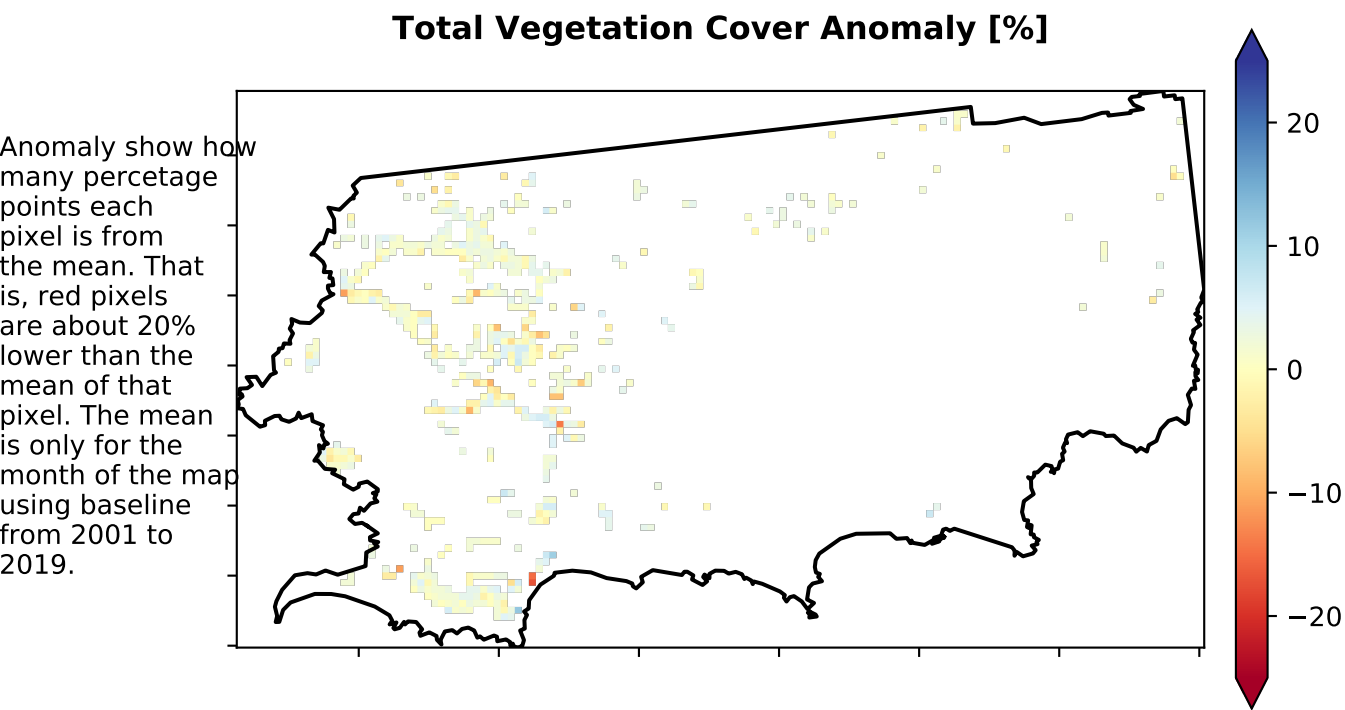 Total Vegetation Cover Anomaly [%]
Anomaly show how
many percetage
points each
pixel is from
the mean. That
is, red pixels
are about 20%
lower than the
mean of that
pixel. The mean
is only for the
month of the map
using baseline
from 2001 to
2019.
20
10
0
−10
−20